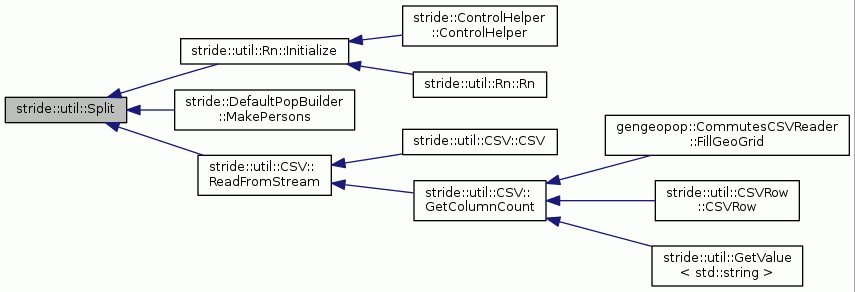 stride::util::Split
stride::util::Rn::Initialize
stride::ControlHelper
::ControlHelper
stride::util::Rn::Rn
stride::DefaultPopBuilder
::MakePersons
stride::util::CSV::
ReadFromStream
stride::util::CSV::CSV
stride::util::CSV::
GetColumnCount
gengeopop::CommutesCSVReader
::FillGeoGrid
stride::util::CSVRow
::CSVRow
stride::util::GetValue
< std::string >